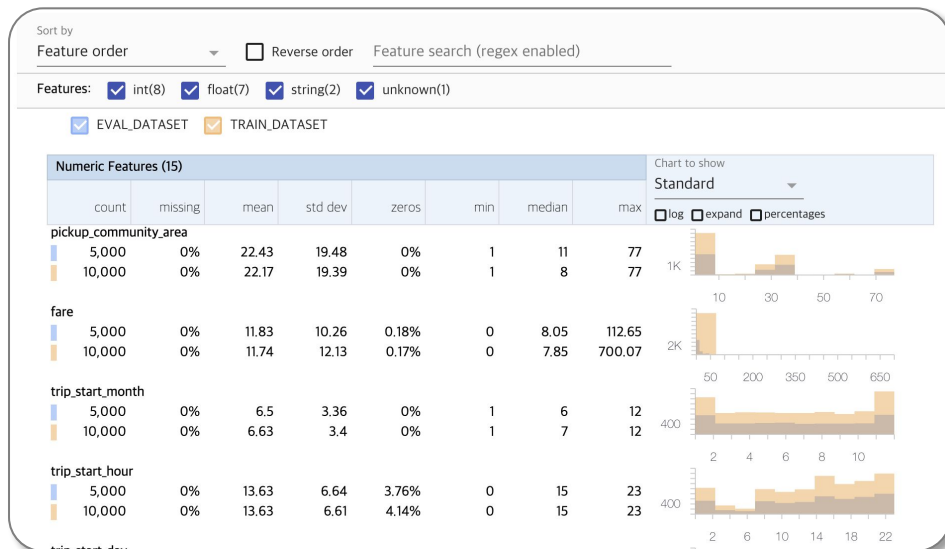 Sort by
Feature order
Reverse order
Feature search (regex enabled)
Features: int(8) float(7) string(2) unknown(1)
EVAL_DATASET TRAIN_DATASET
Numeric Features (15)
Chart to show
Standard
count missing mean std dev zeros min median max
log expand percentages
pickup_community_area
5,000 0% 22.43 19.48 0% 1 11 77
10,000 0% 22.17 19.39 0% 1 8 77
1K
10 30 50 70
fare
5,000 0% 11.83 10.26 0.18% 0 8.05 112.65
10,000 0% 11.74 12.13 0.17% 0 7.85 700.07
2K
50 200 350 500 650
trip_start_month
5,000 0% 6.5 3.36 0% 1 6 12
10,000 0% 6.63 3.4 0% 1 7 12
400
2 4 6 8 10
trip_start_hour
5,000 0% 13.63 6.64 3.76% 0 15 23
10,000 0% 13.63 6.61 4.14% 0 15 23
400
2 6 10 14 18 22